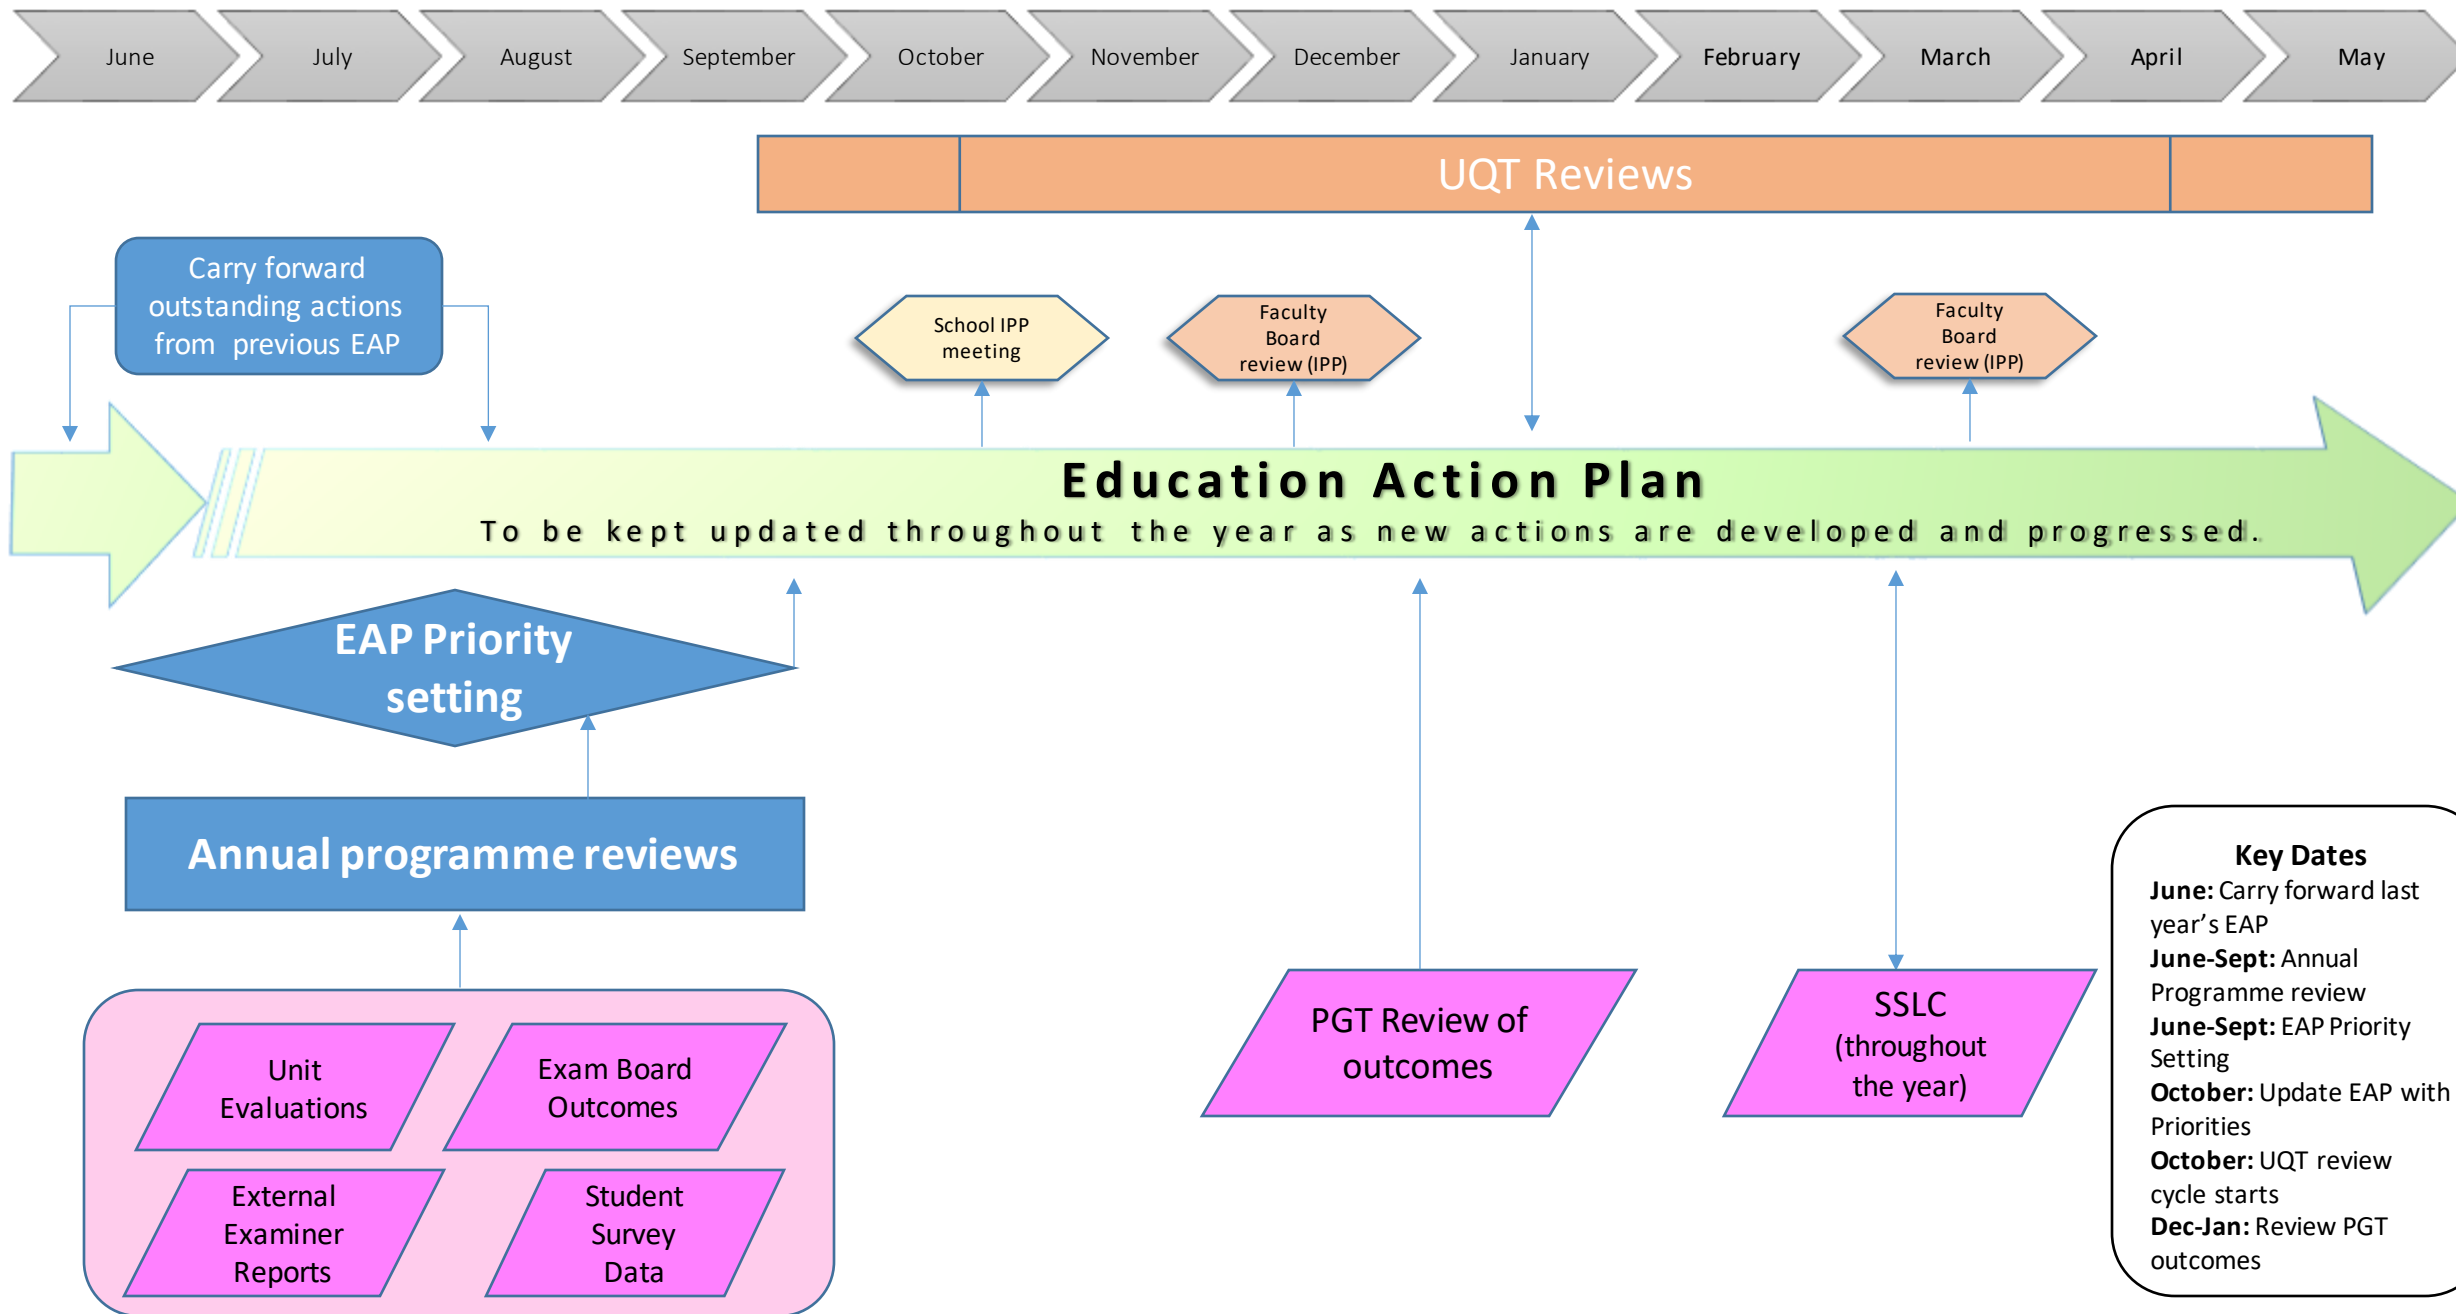 June
July
August
September
October
November
December
January
February
March
April
May
UQT Reviews
Carry forward
outstanding actions
from previous EAP
School IPP
meeting
Faculty
Board
review (IPP)
Faculty
Board
review (IPP)
Education Action Plan
To be kept updated throughout the year as new actions are developed and progressed.
EAP Priority
setting
Annual programme reviews
Unit
Evaluations
Exam Board
Outcomes
External
Examiner
Reports
Student
Survey
Data
PGT Review of
outcomes
SSLC
(throughout
the year)
Key Dates
June: Carry forward last
year’s EAP
June-Sept: Annual
Programme review
June-Sept: EAP Priority
Setting
October: Update EAP with
Priorities
October: UQT review
cycle starts
Dec-Jan: Review PGT
outcomes